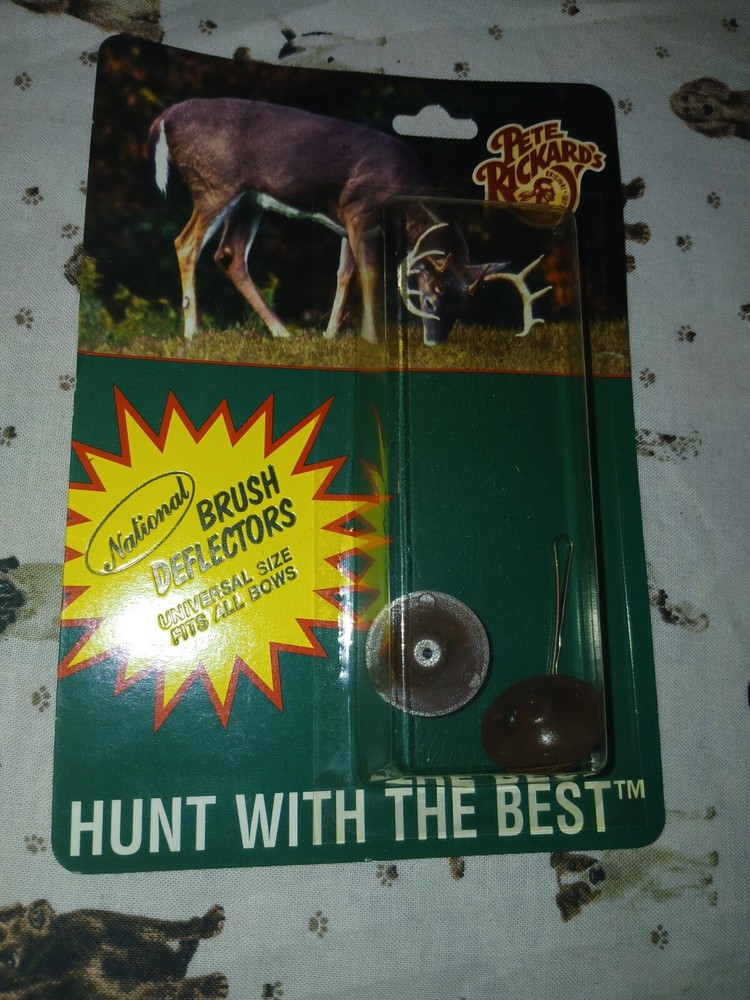 PETE
RICKARD'S
National
BRUSH
DEFLECTORS
UNIVERSAL SIZE
FITS ALL BOWS
HUNT WITH THE BEST™